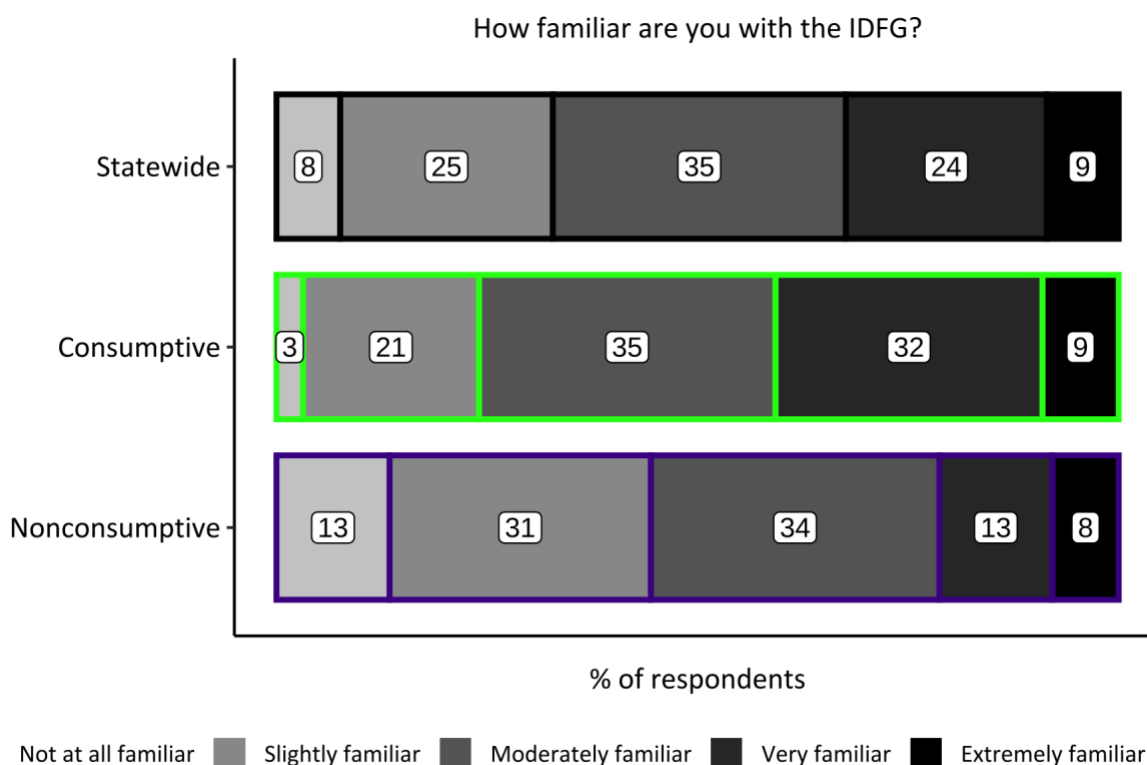 How familiar are you with the IDFG?
Statewide 8 25 35 24 9
Consumptive 3 21 35 32 9
Nonconsumptive 13 31 34 13 8
% of respondents
Not at all familiar Slightly familiar Moderately familiar Very familiar Extremely familiar